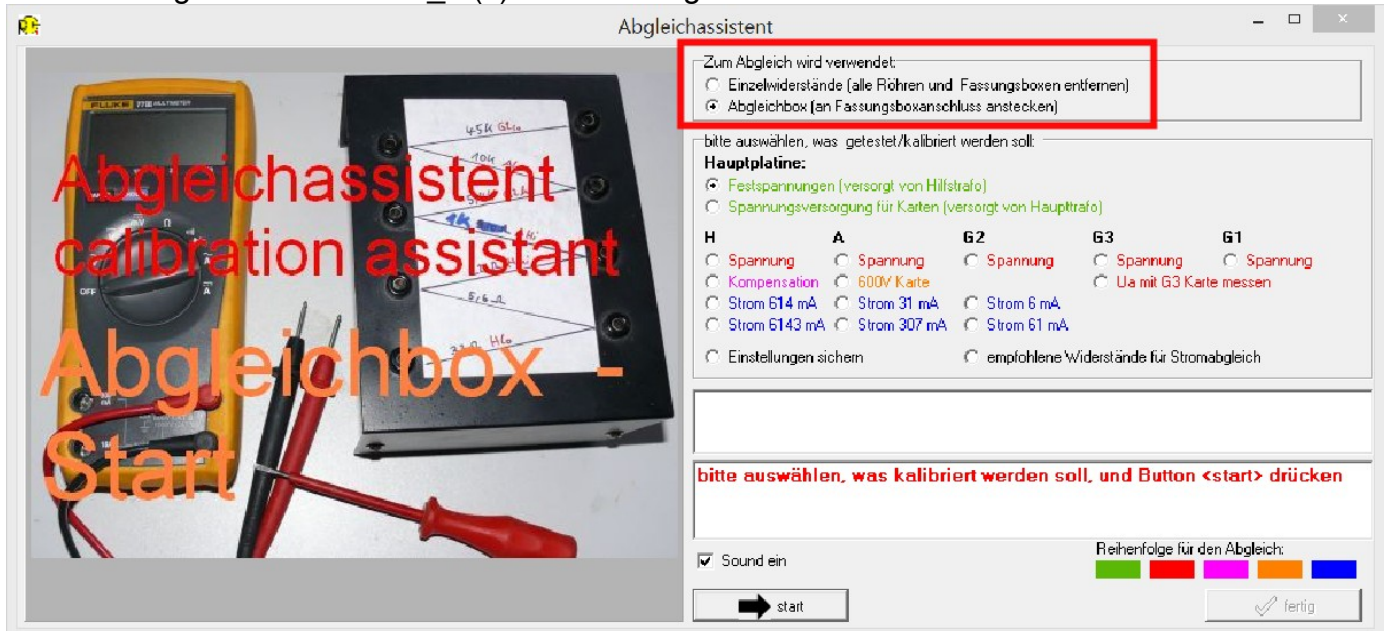 Abgleichassistent
Zum Abgleich wird verwendet:
Einzelwiderstände (alle Röhren und Fassungsboxen entfernen)
Abgleichbox (an Fassungsboxanschluss anstecken)
bitte auswählen, was getestet/kalibriert werden soll:
Hauptplatine:
Festspannungen (versorgt von Hilfstrafo)
Spannungsversorgung für Karten (versorgt von Haupttrafo)
H A G2 G3 G1
Spannung Spannung Spannung Spannung Spannung
Kompensation 600V Karte Ua mit G3 Karte messen
Strom 614 mA Strom 31 mA Strom 6 mA
Strom 6143 mA Strom 307 mA Strom 61 mA
Einstellungen sichern empfohlene Widerstände für Stromabgleich
bitte auswählen, was kalibriert werden soll, und Button <start> drücken
Sound ein
Reihenfolge für den Abgleich:
start
fertig
Abgleichassistent
calibration assistant
Abgleichbox -
Start
FLUKE
OFF
45K
10K
1K
5,6 Ω